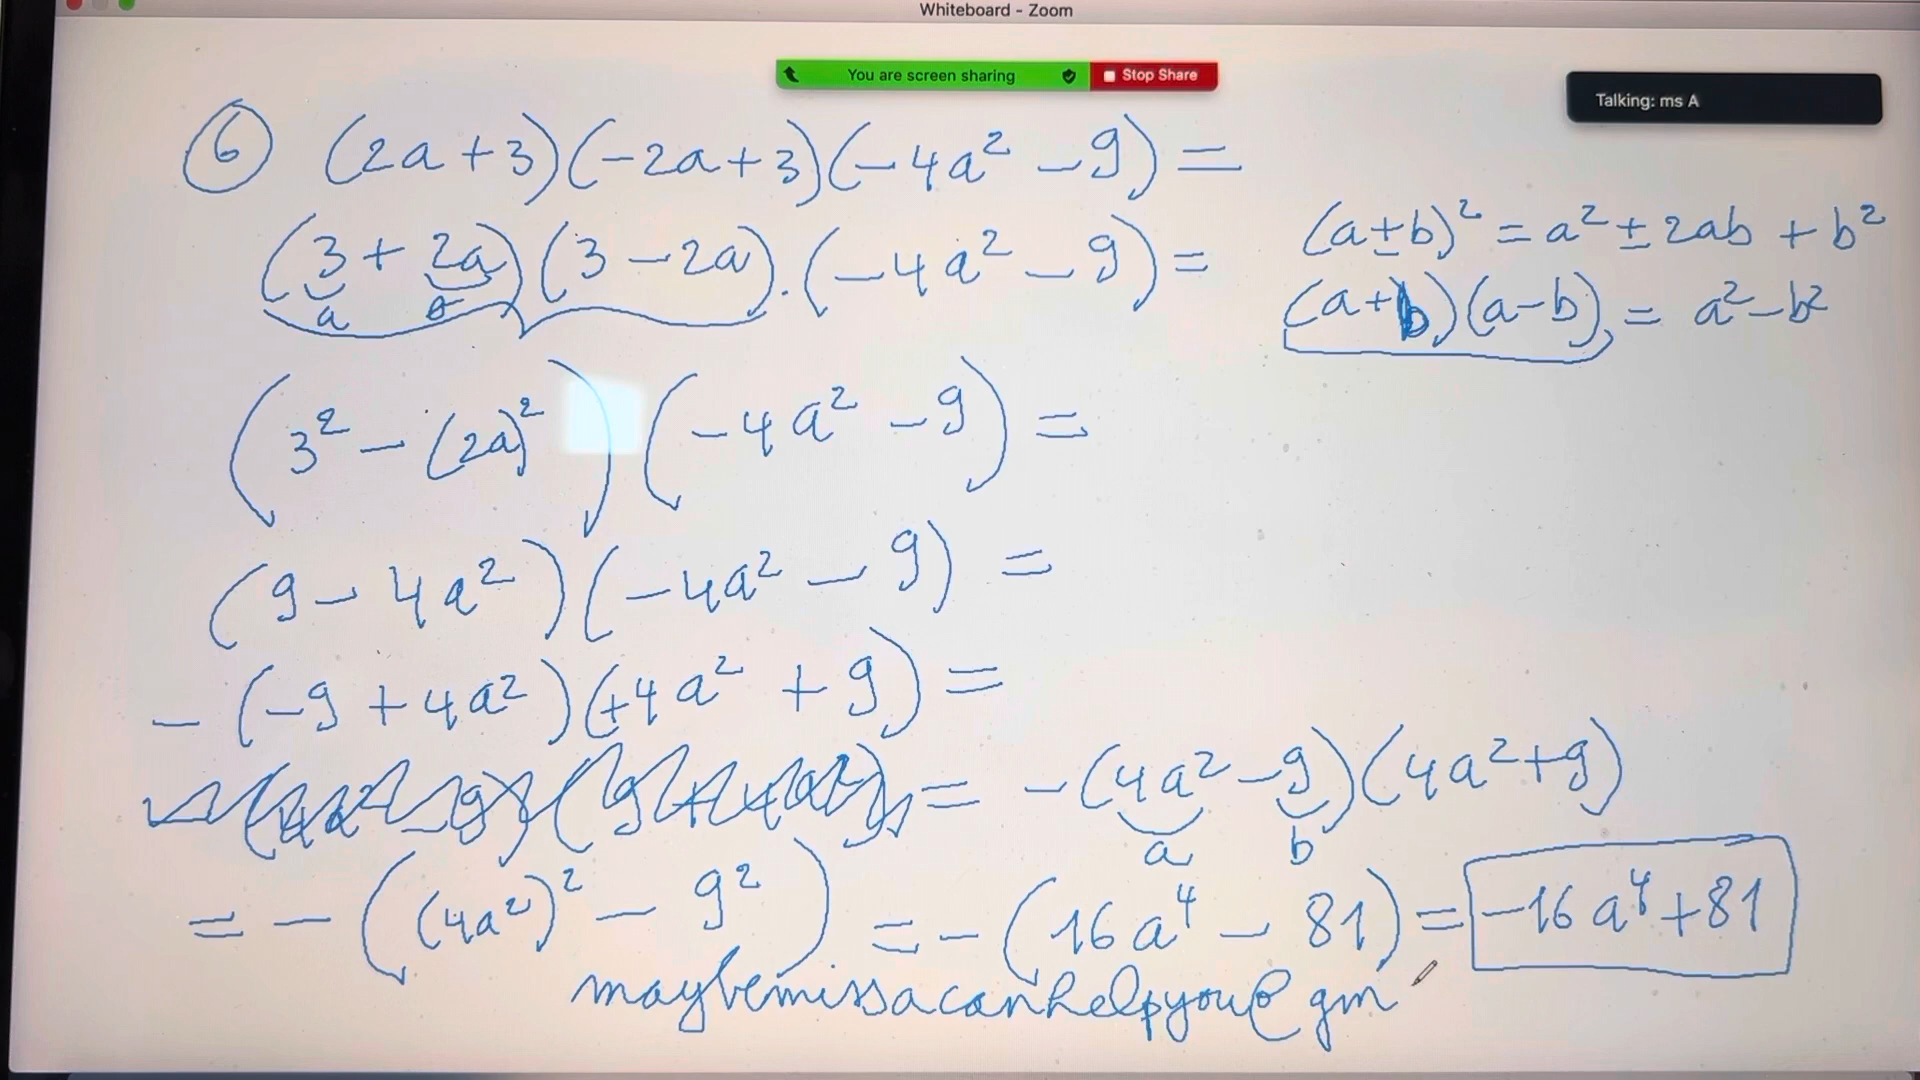 Whiteboard - Zoom
You are screen sharing
Stop Share
Talking: ms A
6 (2a+3)(-2a+3)(-4a² -9)=
(3+2a)(3-2a).(-4a² -9)=
a b
(a±b)² = a² ± 2ab + b²
(a+b)(a-b) = a²-b²
(3² - (2a)²)(-4a² -9)=
(9-4a²)(-4a² -9)=
-(-9+4a²)(+4a² +9)=
= -(4a²-9)(4a²+9)
a b
= -((4a²)² - 9²) = -(16a⁴ - 81) = -16a⁴+81
maybemissacanhelpyou@gm